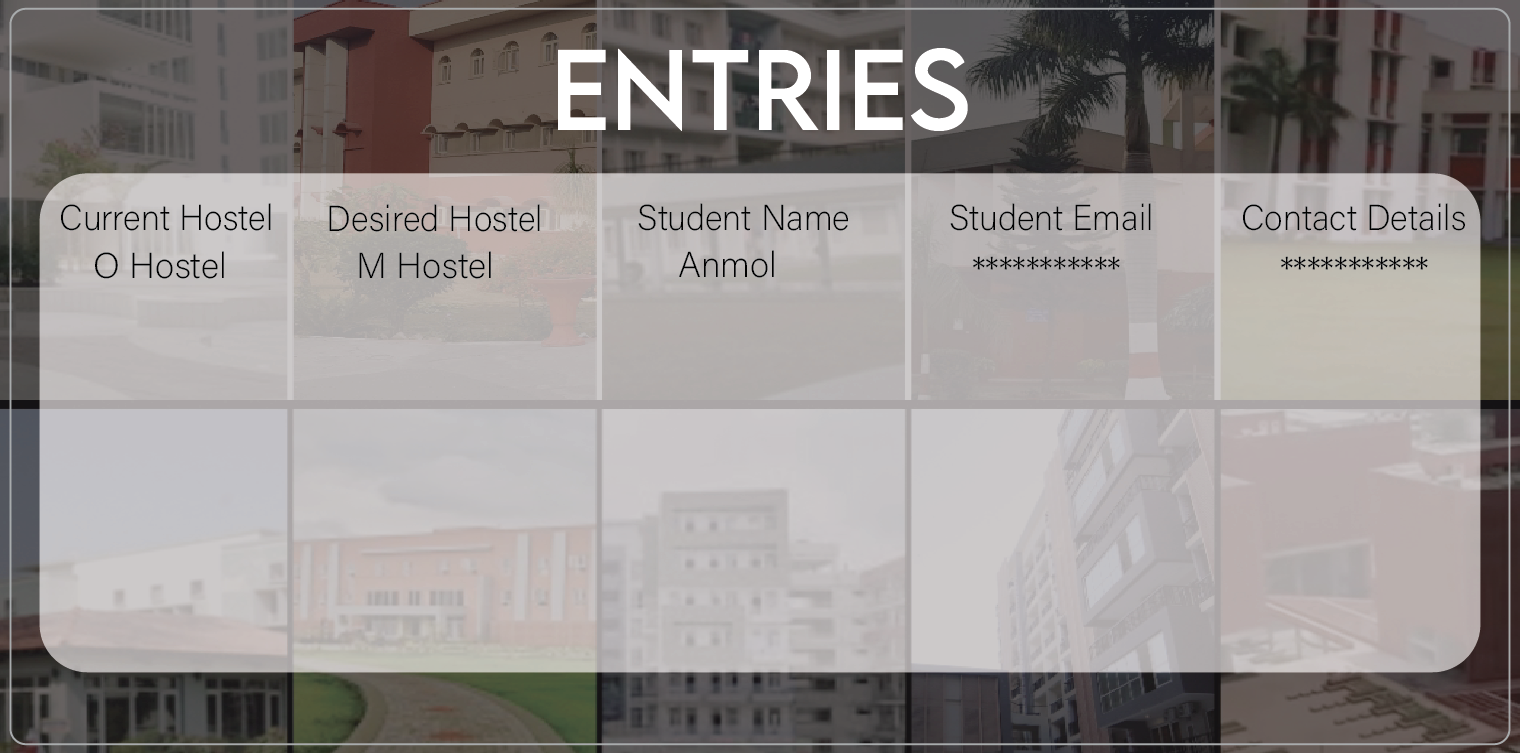 ENTRIES
Current Hostel Desired Hostel Student Name Student Email Contact Details
O Hostel M Hostel Anmol *********** ***********